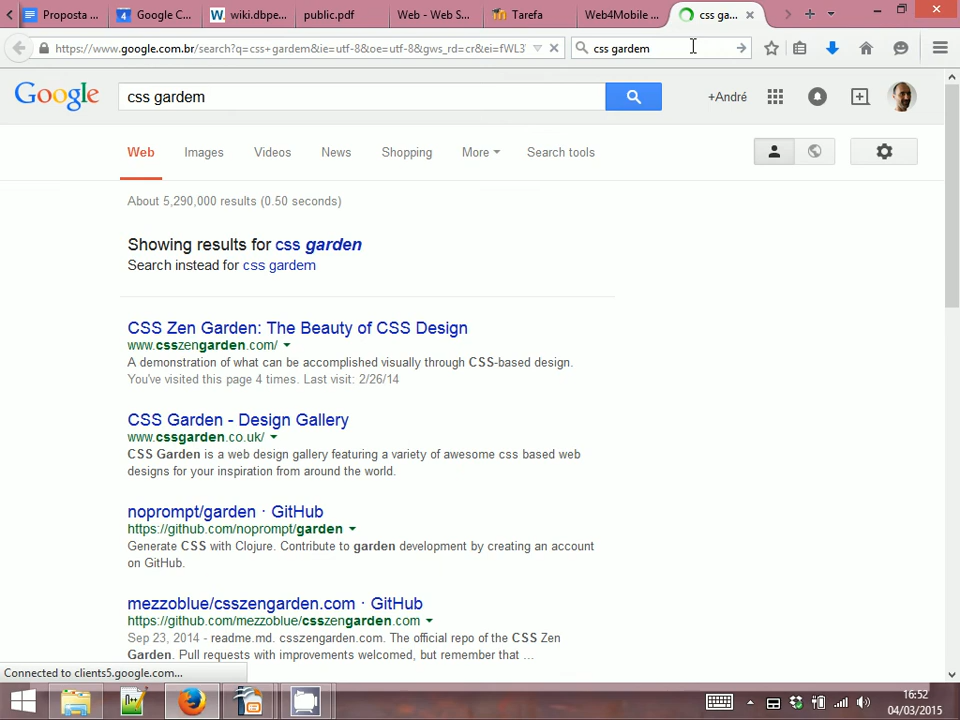 Proposta ...
Google C...
wiki.dbpe...
public.pdf
Web - Web S...
Tarefa
Web4Mobile ...
css ga...
https://www.google.com.br/search?q=css+gardem&ie=utf-8&oe=utf-8&gws_rd=cr&ei=fWL3
css gardem
Google
css gardem
+André
Web
Images
Videos
News
Shopping
More
Search tools
About 5,290,000 results (0.50 seconds)
Showing results for css garden
Search instead for css gardem
CSS Zen Garden: The Beauty of CSS Design
www.csszengarden.com/
A demonstration of what can be accomplished visually through CSS-based design.
You've visited this page 4 times. Last visit: 2/26/14
CSS Garden - Design Gallery
www.cssgarden.co.uk/
CSS Garden is a web design gallery featuring a variety of awesome css based web
designs for your inspiration from around the world.
noprompt/garden · GitHub
https://github.com/noprompt/garden
Generate CSS with Clojure. Contribute to garden development by creating an account
on GitHub.
mezzoblue/csszengarden.com · GitHub
https://github.com/mezzoblue/csszengarden.com
Sep 23, 2014 - readme.md. csszengarden.com. The official repo of the CSS Zen
Garden. Pull requests with improvements welcomed, but remember that ...
Connected to clients5.google.com...
16:52
04/03/2015